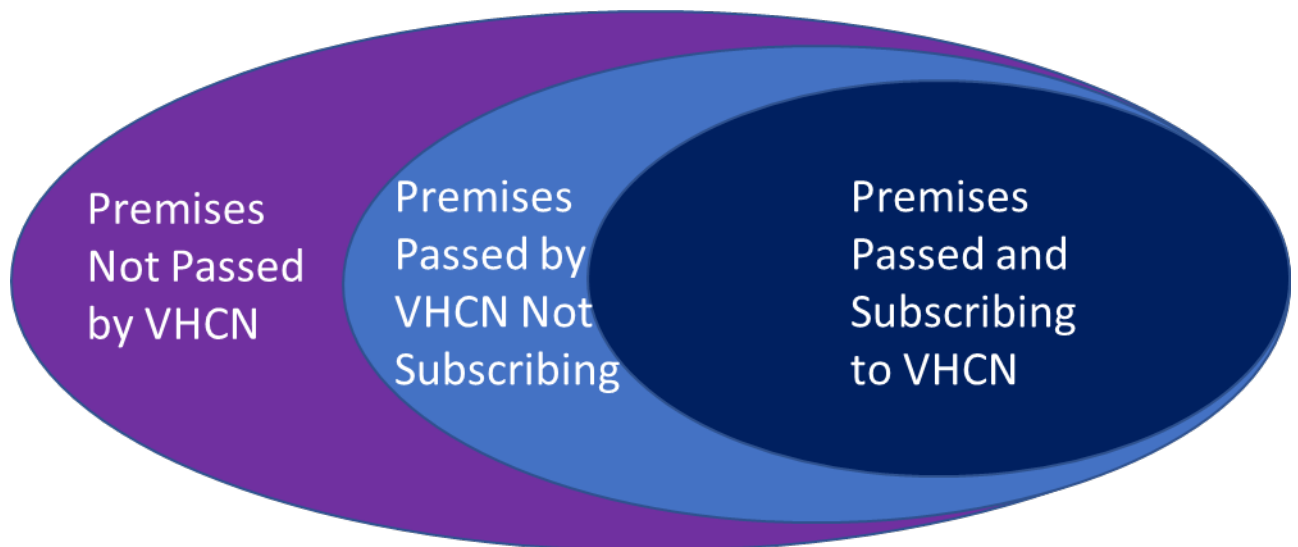 Premises
Not Passed
by VHCN
Premises
Passed by
VHCN Not
Subscribing
Premises
Passed and
Subscribing
to VHCN